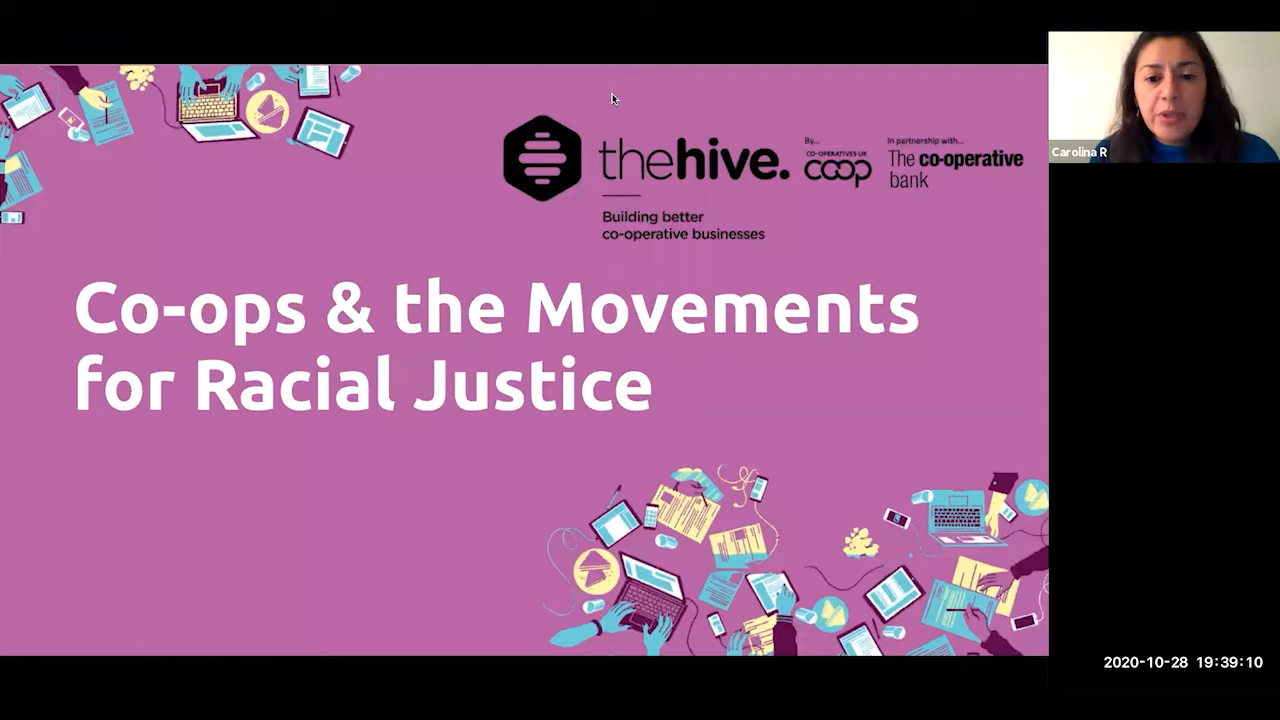 thehive.
By...
CO-OPERATIVES UK
coop
In partnership with...
The co-operative
bank
Building better
co-operative businesses
Co-ops & the Movements
for Racial Justice
Carolina R
2020-10-28 19:39:10